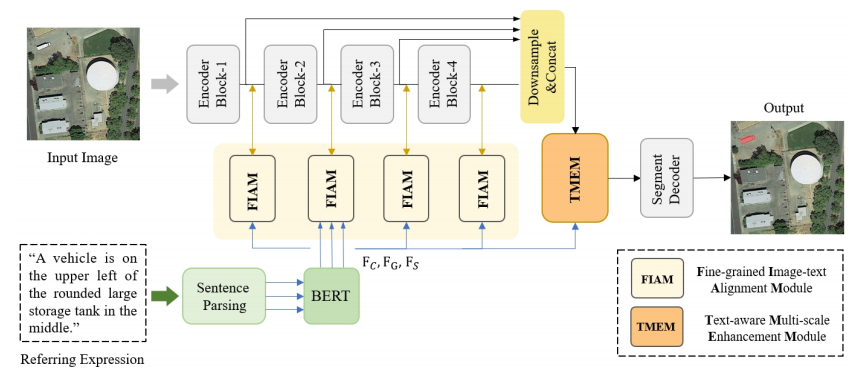 Input Image
Encoder
Block-1
Encoder
Block-2
Encoder
Block-3
Encoder
Block-4
Downsample
&Concat
FIAM
FIAM
FIAM
FIAM
TMEM
Segment
Decoder
Output
“A vehicle is on
the upper left of
the rounded large
storage tank in the
middle.”
Referring Expression
Sentence
Parsing
BERT
F_C, F_G, F_S
FIAM
Fine-grained Image-text
Alignment Module
TMEM
Text-aware Multi-scale
Enhancement Module